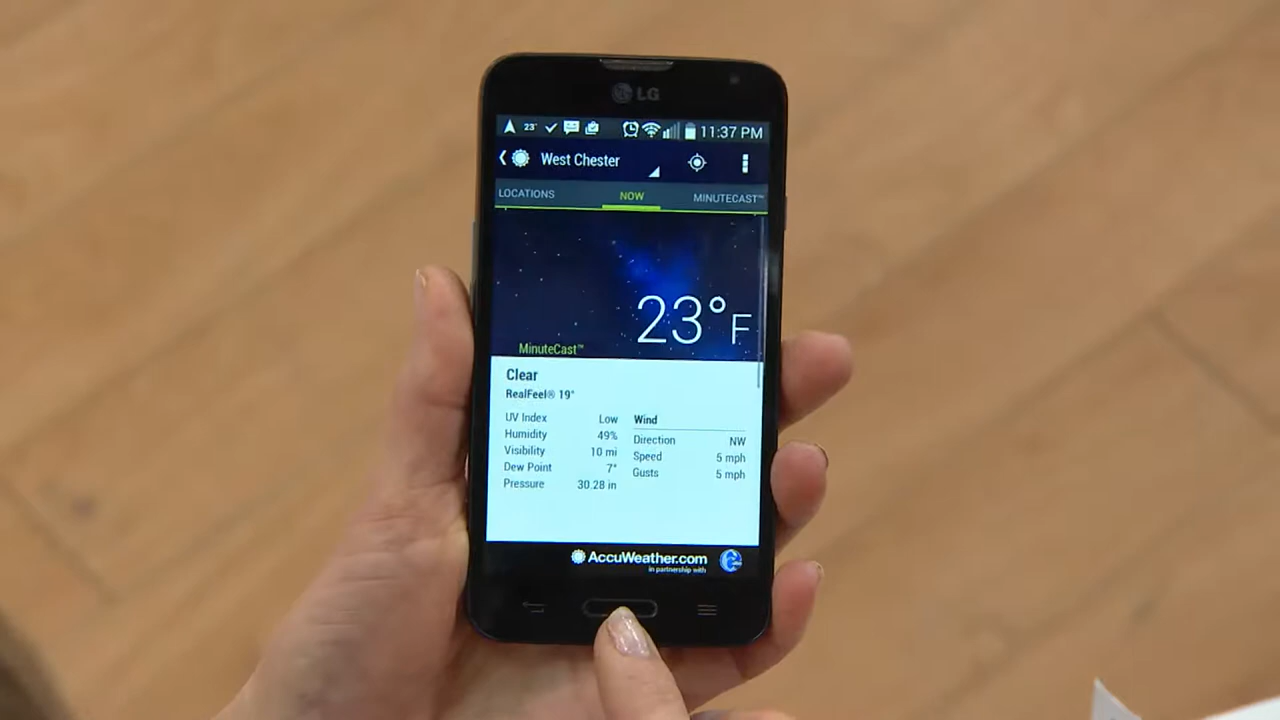 LG
23° 11:37 PM
West Chester
LOCATIONS NOW MINUTECAST™
23°F
MinuteCast™
Clear
RealFeel® 19°
UV Index Low
Humidity 49%
Visibility 10 mi
Dew Point 7°
Pressure 30.28 in
Wind
Direction NW
Speed 5 mph
Gusts 5 mph
AccuWeather.com
in partnership with